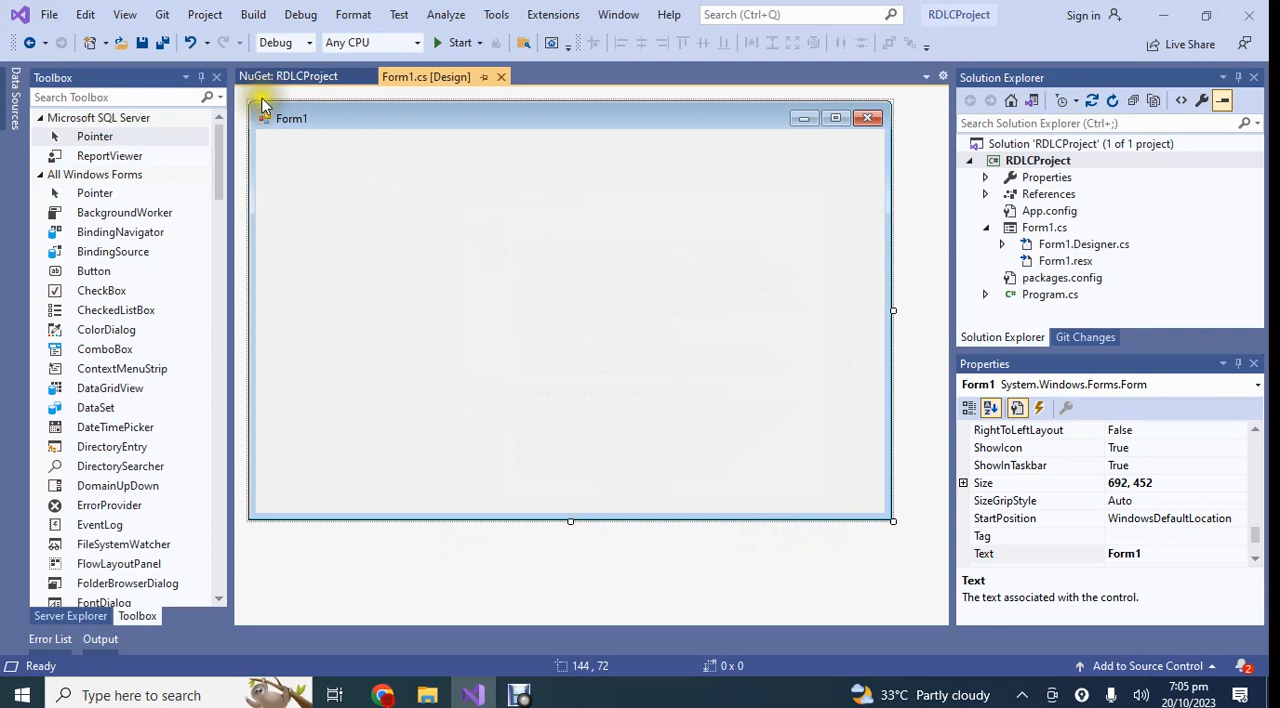 File Edit View Git Project Build Debug Format Test Analyze Tools Extensions Window Help Search (Ctrl+Q) RDLCProject Sign in
Debug Any CPU Start Live Share
Data Sources
Toolbox
Search Toolbox
Microsoft SQL Server
Pointer
ReportViewer
All Windows Forms
Pointer
BackgroundWorker
BindingNavigator
BindingSource
Button
CheckBox
CheckedListBox
ColorDialog
ComboBox
ContextMenuStrip
DataGridView
DataSet
DateTimePicker
DirectoryEntry
DirectorySearcher
DomainUpDown
ErrorProvider
EventLog
FileSystemWatcher
FlowLayoutPanel
FolderBrowserDialog
FontDialog
Server Explorer Toolbox
NuGet: RDLCProject Form1.cs [Design]
Form1
Solution Explorer
Search Solution Explorer (Ctrl+;)
Solution 'RDLCProject' (1 of 1 project)
RDLCProject
Properties
References
App.config
Form1.cs
Form1.Designer.cs
Form1.resx
packages.config
Program.cs
Solution Explorer Git Changes
Properties
Form1 System.Windows.Forms.Form
RightToLeftLayout False
ShowIcon True
ShowInTaskbar True
Size 692, 452
SizeGripStyle Auto
StartPosition WindowsDefaultLocation
Tag
Text Form1
Text
The text associated with the control.
Error List Output
Ready 144 , 72 0 x 0 Add to Source Control 2
Type here to search 33°C Partly cloudy 7:05 pm
20/10/2023